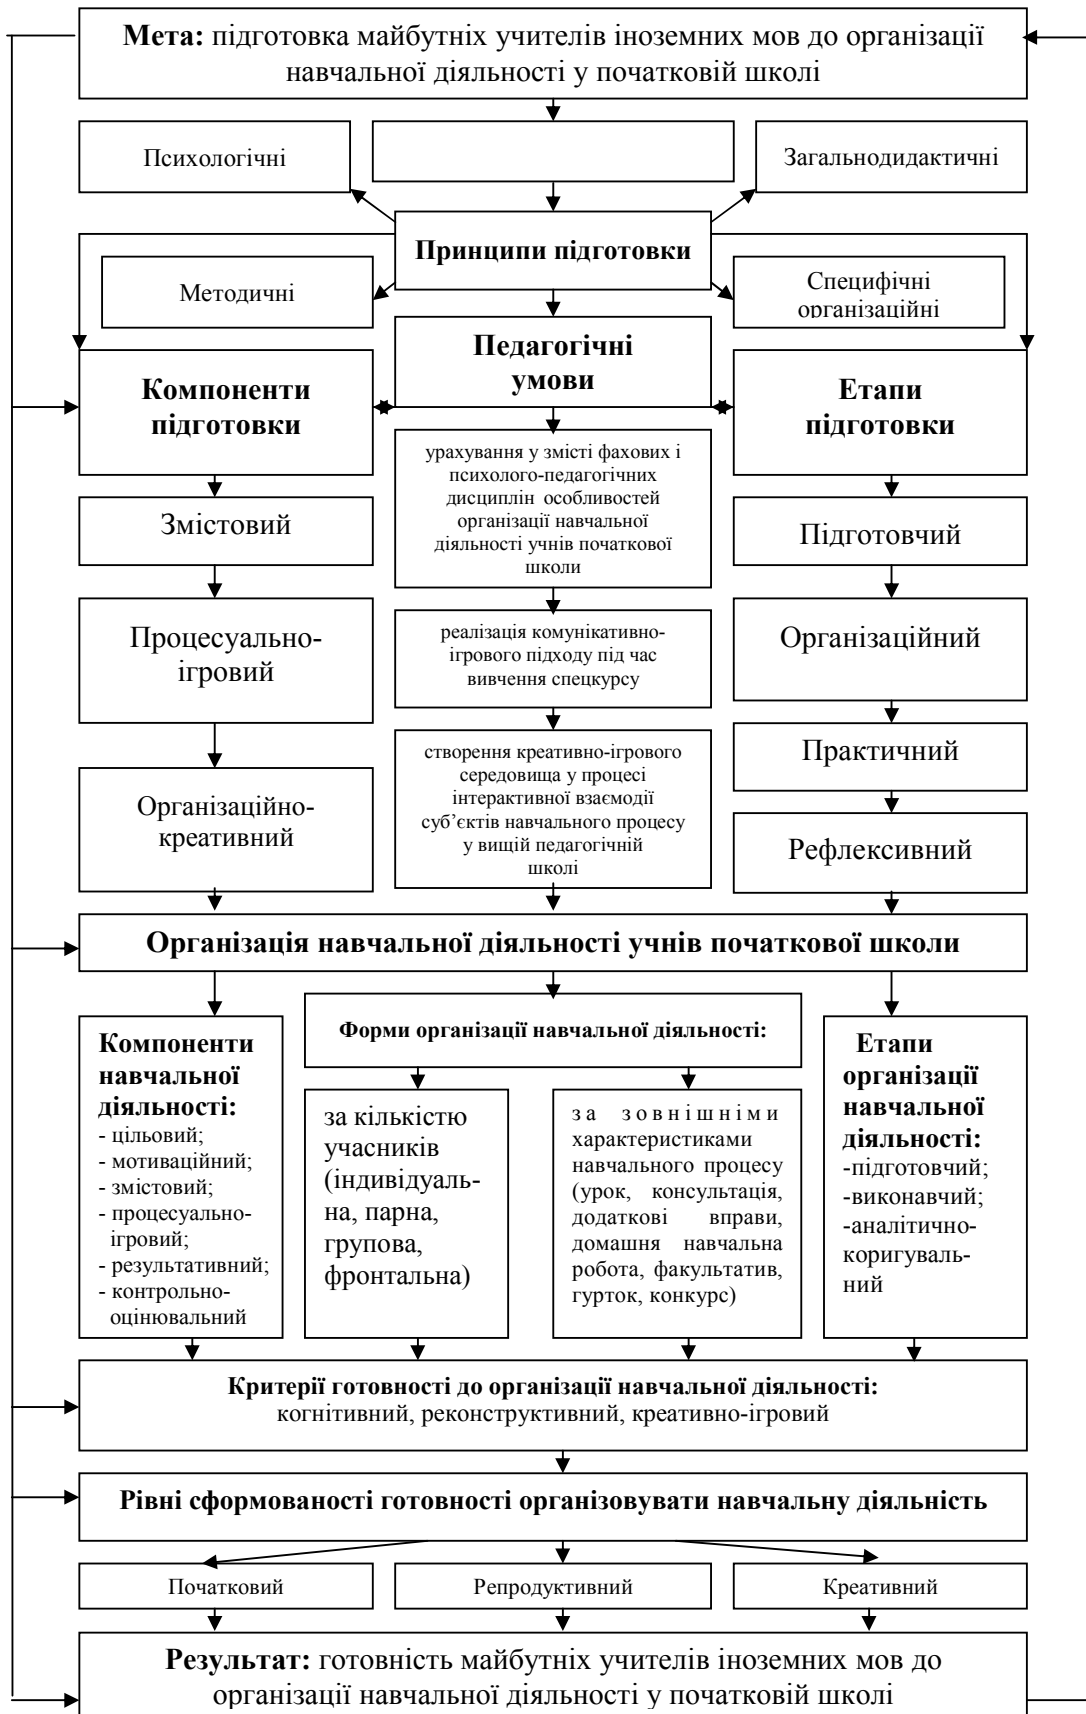 Мета: підготовка майбутніх учителів іноземних мов до організації
навчальної діяльності у початковій школі
Психологічні
Загальнодидактичні
Принципи підготовки
Методичні
Специфічні
організаційні
Педагогічні
умови
Компоненти
підготовки
Етапи
підготовки
урахування у змісті фахових і
психолого-педагогічних
дисциплін особливостей
організації навчальної
діяльності учнів початкової
школи
Змістовий
Підготовчий
Процесуально-
ігровий
реалізація комунікативно-
ігрового підходу під час
вивчення спецкурсу
Організаційний
Організаційно-
креативний
створення креативно-ігрового
середовища у процесі
інтерактивної взаємодії
суб’єктів навчального процесу
у вищій педагогічній
школі
Практичний
Рефлексивний
Організація навчальної діяльності учнів початкової школи
Компоненти
навчальної
діяльності:
- цільовий;
- мотиваційний;
- змістовий;
- процесуально-
ігровий;
- результативний;
- контрольно-
оцінювальний
Форми організації навчальної діяльності:
за кількістю
учасників
(індивідуаль-
на, парна,
групова,
фронтальна)
за зовнішніми
характеристиками
навчального процесу
(урок, консультація,
додаткові вправи,
домашня навчальна
робота, факультатив,
гурток, конкурс)
Етапи
організації
навчальної
діяльності:
-підготовчий;
-виконавчий;
-аналітично-
коригуваль-
ний
Критерії готовності до організації навчальної діяльності:
когнітивний, реконструктивний, креативно-ігровий
Рівні сформованості готовності організовувати навчальну діяльність
Початковий
Репродуктивний
Креативний
Результат: готовність майбутніх учителів іноземних мов до
організації навчальної діяльності у початковій школі